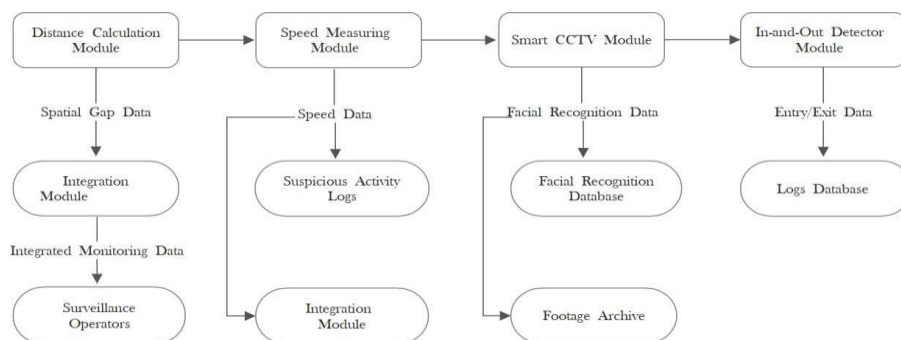 Distance Calculation
Module
Speed Measuring
Module
Smart CCTV Module
In-and-Out Detector
Module
Spatial Gap Data
Speed Data
Facial Recognition Data
Entry/Exit Data
Integration
Module
Suspicious Activity
Logs
Facial Recognition
Database
Logs Database
Integrated Monitoring Data
Surveillance
Operators
Integration
Module
Footage Archive